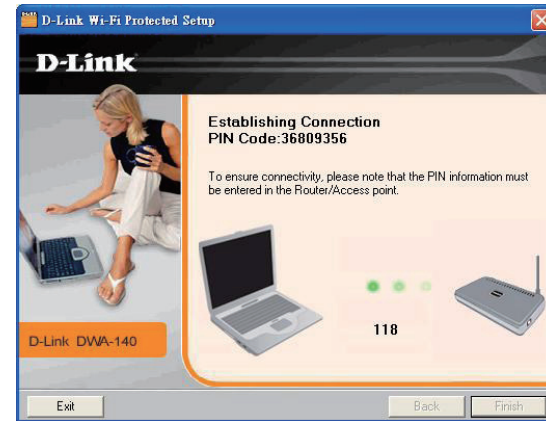 D-Link Wi-Fi Protected Setup
D-Link
Establishing Connection
PIN Code:36809356
To ensure connectivity, please note that the PIN information must
be entered in the Router/Access point.
118
D-Link DWA-140
Exit
Back
Finish